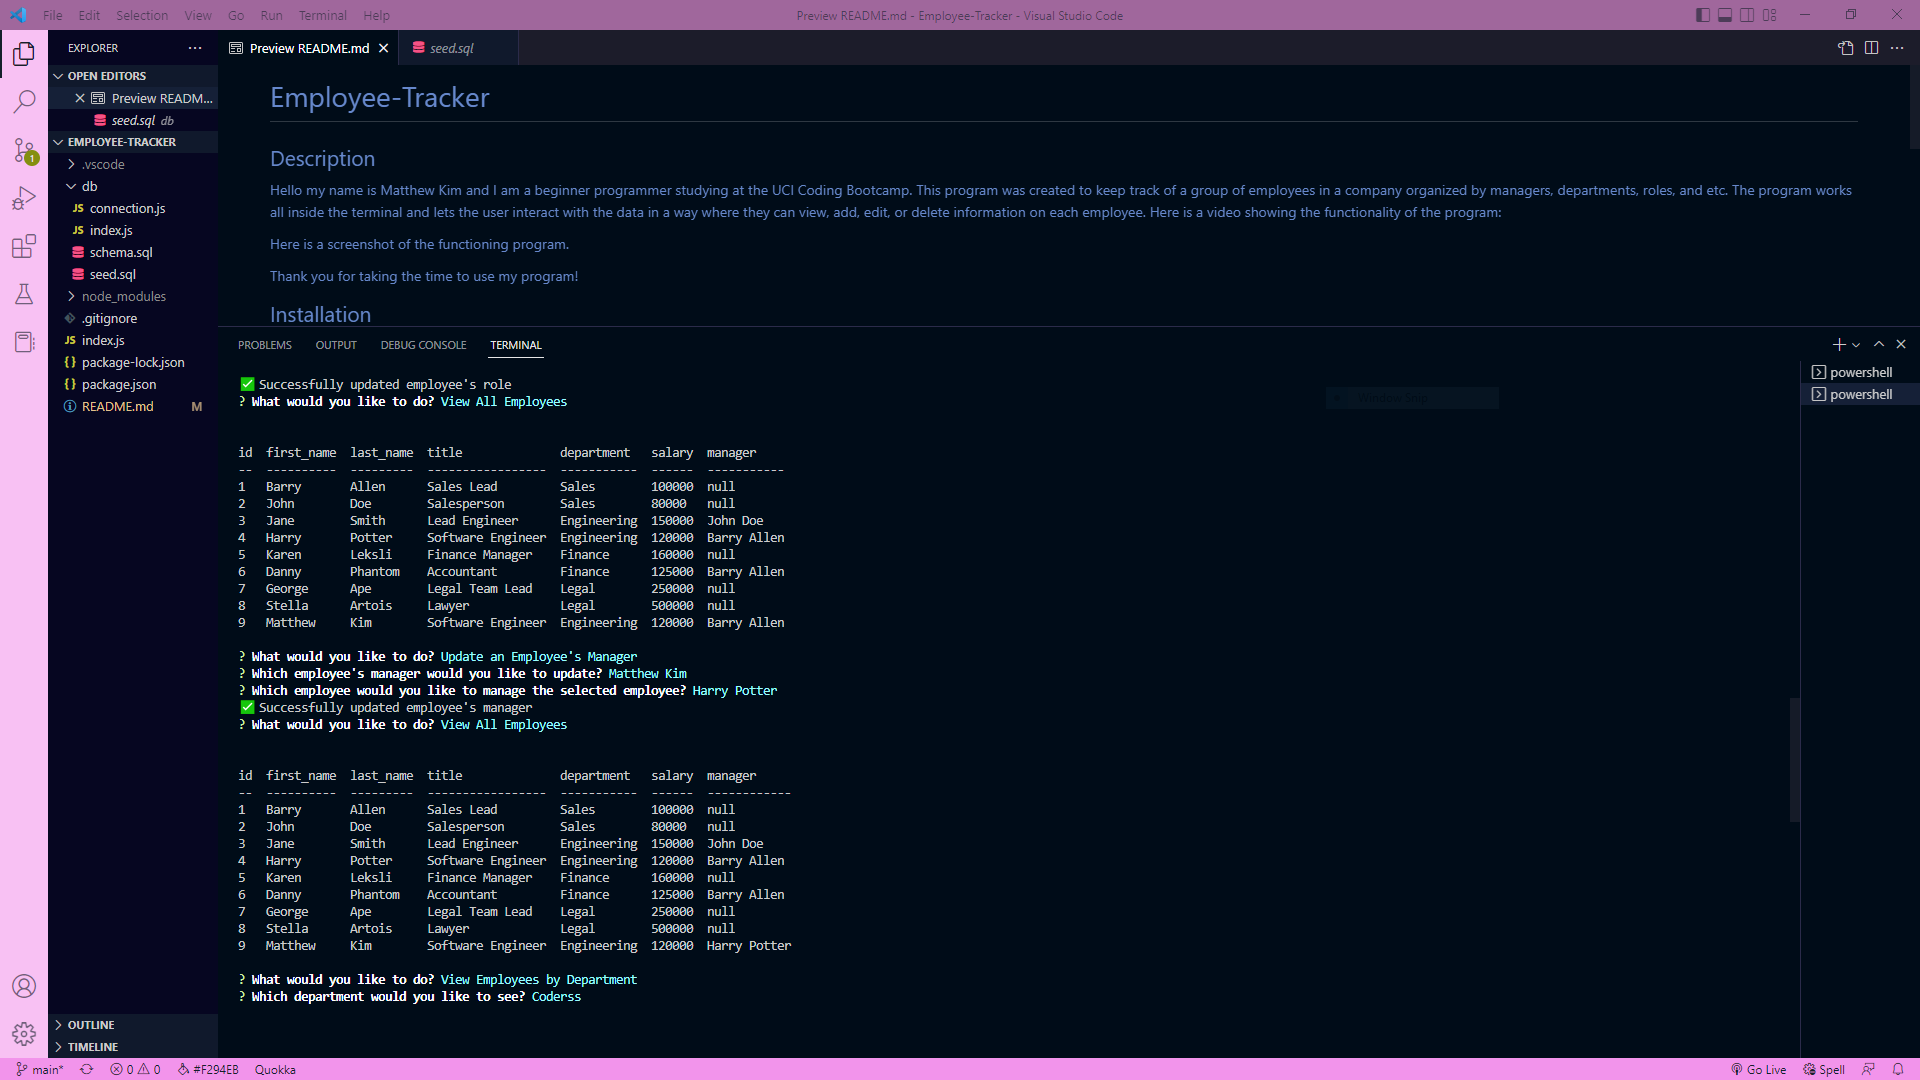 File Edit Selection View Go Run Terminal Help
Preview README.md - Employee-Tracker - Visual Studio Code
EXPLORER
OPEN EDITORS
Preview READM...
seed.sql db
EMPLOYEE-TRACKER
.vscode
db
JS connection.js
JS index.js
schema.sql
seed.sql
node_modules
.gitignore
JS index.js
{} package-lock.json
{} package.json
README.md M
OUTLINE
TIMELINE
1
Preview README.md
seed.sql
Employee-Tracker
Description
Hello my name is Matthew Kim and I am a beginner programmer studying at the UCI Coding Bootcamp. This program was created to keep track of a group of employees in a company organized by managers, departments, roles, and etc. The program works
all inside the terminal and lets the user interact with the data in a way where they can view, add, edit, or delete information on each employee. Here is a video showing the functionality of the program:
Here is a screenshot of the functioning program.
Thank you for taking the time to use my program!
Installation
PROBLEMS OUTPUT DEBUG CONSOLE TERMINAL
powershell
powershell
✅ Successfully updated employee's role
? What would you like to do? View All Employees
id first_name last_name title department salary manager
-- ---------- --------- ----------------- ----------- ------ -----------
1 Barry Allen Sales Lead Sales 100000 null
2 John Doe Salesperson Sales 80000 null
3 Jane Smith Lead Engineer Engineering 150000 John Doe
4 Harry Potter Software Engineer Engineering 120000 Barry Allen
5 Karen Leksli Finance Manager Finance 160000 null
6 Danny Phantom Accountant Finance 125000 Barry Allen
7 George Ape Legal Team Lead Legal 250000 null
8 Stella Artois Lawyer Legal 500000 null
9 Matthew Kim Software Engineer Engineering 120000 Barry Allen
? What would you like to do? Update an Employee's Manager
? Which employee's manager would you like to update? Matthew Kim
? Which employee would you like to manage the selected employee? Harry Potter
✅ Successfully updated employee's manager
? What would you like to do? View All Employees
id first_name last_name title department salary manager
-- ---------- --------- ----------------- ----------- ------ ------------
1 Barry Allen Sales Lead Sales 100000 null
2 John Doe Salesperson Sales 80000 null
3 Jane Smith Lead Engineer Engineering 150000 John Doe
4 Harry Potter Software Engineer Engineering 120000 Barry Allen
5 Karen Leksli Finance Manager Finance 160000 null
6 Danny Phantom Accountant Finance 125000 Barry Allen
7 George Ape Legal Team Lead Legal 250000 null
8 Stella Artois Lawyer Legal 500000 null
9 Matthew Kim Software Engineer Engineering 120000 Harry Potter
? What would you like to do? View Employees by Department
? Which department would you like to see? Coderss
main* 0 0 #F294EB Quokka
Go Live Spell